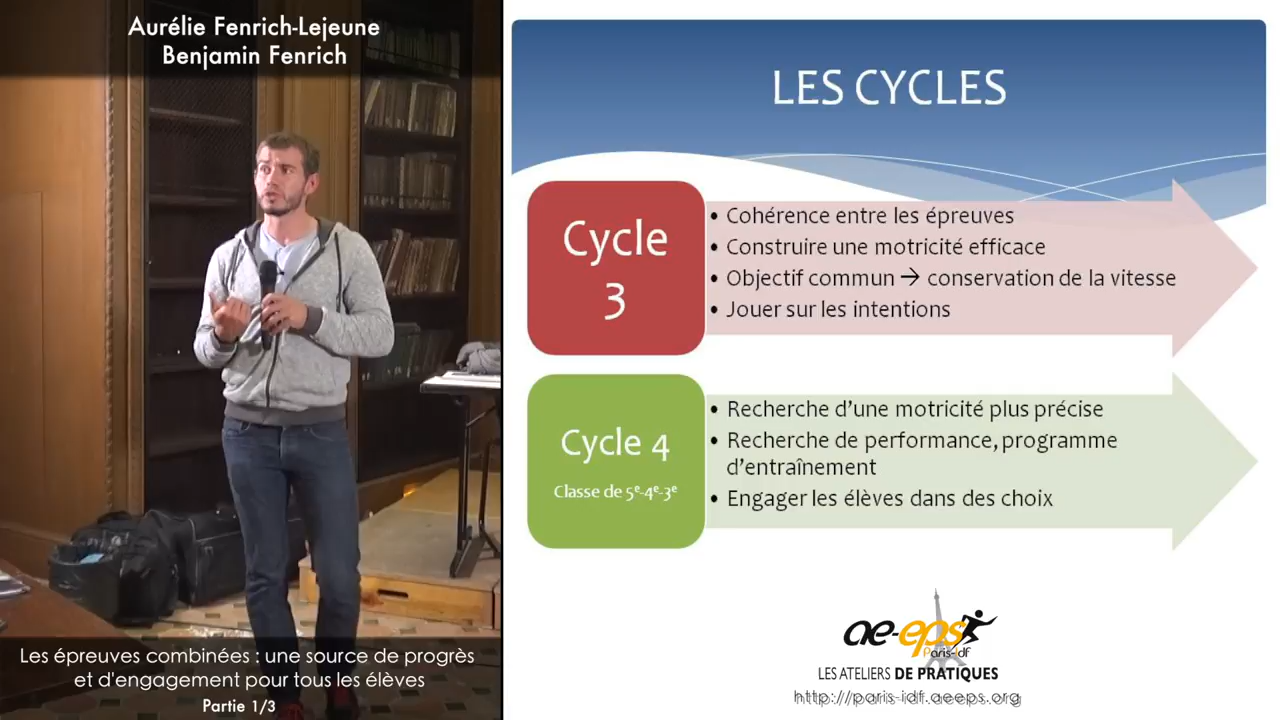 Aurélie Fenrich-Lejeune
Benjamin Fenrich
LES CYCLES
Cycle
3
• Cohérence entre les épreuves
• Construire une motricité efficace
• Objectif commun → conservation de la vitesse
• Jouer sur les intentions
Cycle 4
Classe de 5e-4e-3e
• Recherche d’une motricité plus précise
• Recherche de performance, programme
d’entraînement
• Engager les élèves dans des choix
ae-eps
Paris-Idf
LES ATELIERS DE PRATIQUES
http://paris-idf.aeeps.org
Les épreuves combinées : une source de progrès
et d'engagement pour tous les élèves
Partie 1/3